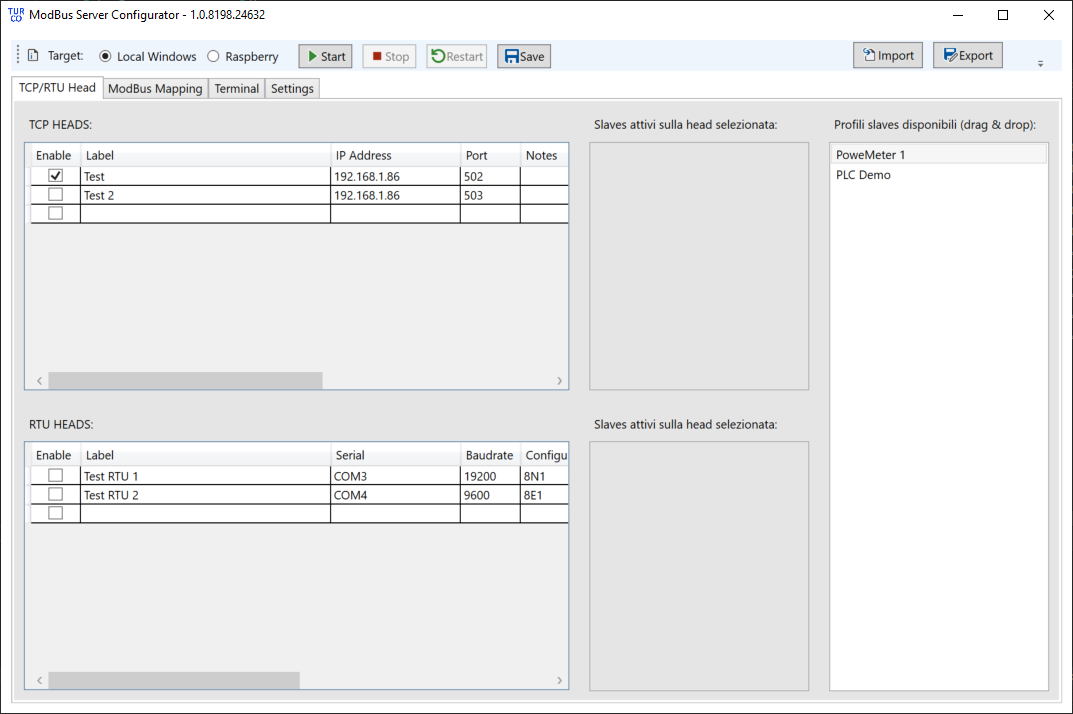 TUR
CO
ModBus Server Configurator - 1.0.8198.24632
Target: Local Windows Raspberry Start Stop Restart Save Import Export
TCP/RTU Head ModBus Mapping Terminal Settings
TCP HEADS:
Enable Label IP Address Port Notes
Test 192.168.1.86 502
Test 2 192.168.1.86 503
Slaves attivi sulla head selezionata:
Profili slaves disponibili (drag & drop):
PoweMeter 1
PLC Demo
RTU HEADS:
Enable Label Serial Baudrate Configu
Test RTU 1 COM3 19200 8N1
Test RTU 2 COM4 9600 8E1
Slaves attivi sulla head selezionata: